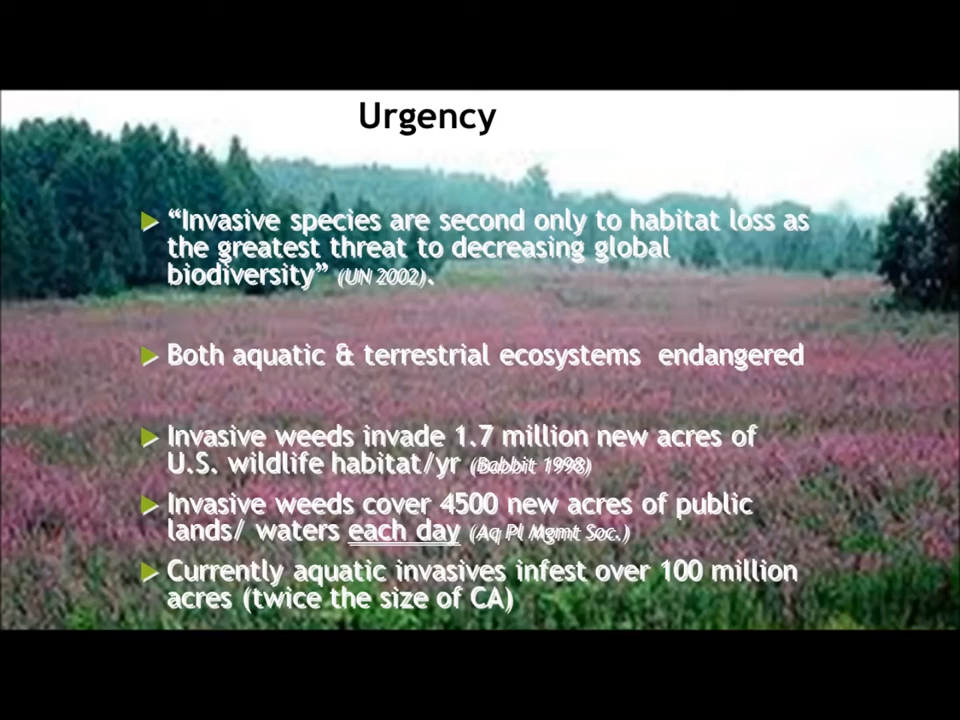 Urgency
“Invasive species are second only to habitat loss as
the greatest threat to decreasing global
biodiversity” (UN 2002).
Both aquatic & terrestrial ecosystems endangered
Invasive weeds invade 1.7 million new acres of
U.S. wildlife habitat/yr (Babbit 1998)
Invasive weeds cover 4500 new acres of public
lands/ waters each day (Aq Pl Mgmt Soc.)
Currently aquatic invasives infest over 100 million
acres (twice the size of CA)